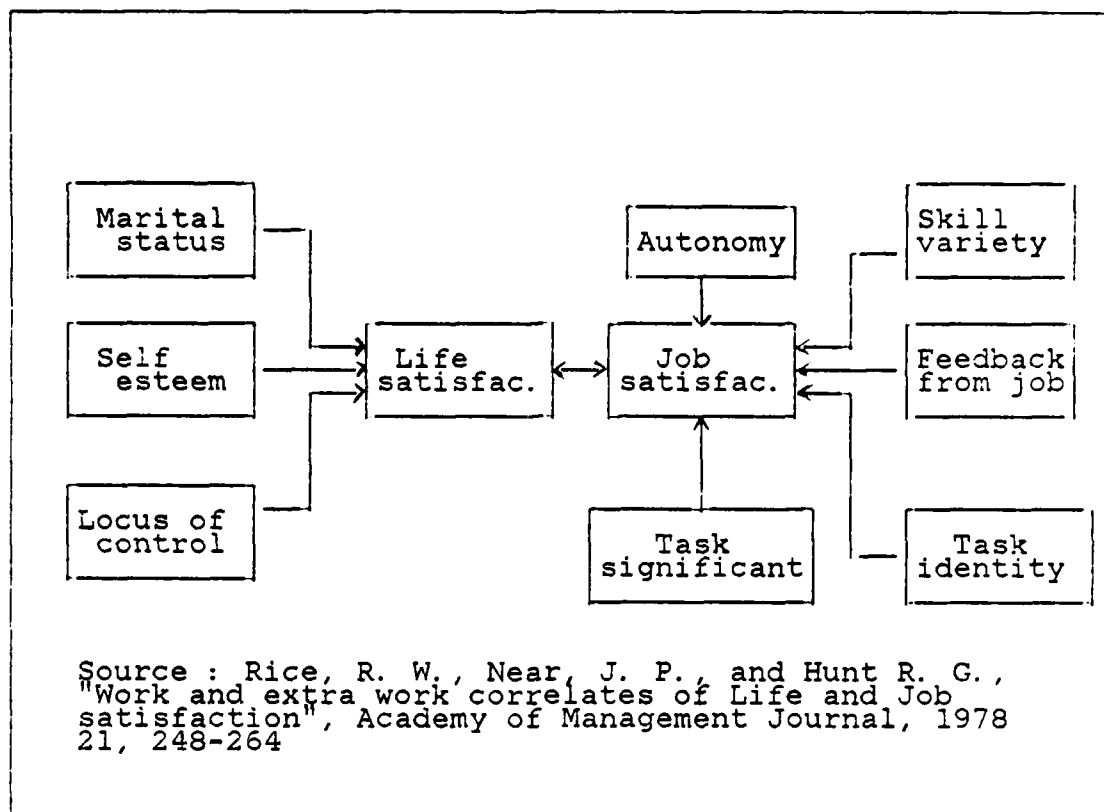 Marital
status
Autonomy
Skill
variety
Self
esteem
Life
satisfac.
Job
satisfac.
Feedback
from job
Locus of
control
Task
significant
Task
identity
Source : Rice, R. W., Near, J. P., and Hunt R. G.,
"Work and extra work correlates of Life and Job
satisfaction", Academy of Management Journal, 1978
21, 248-264